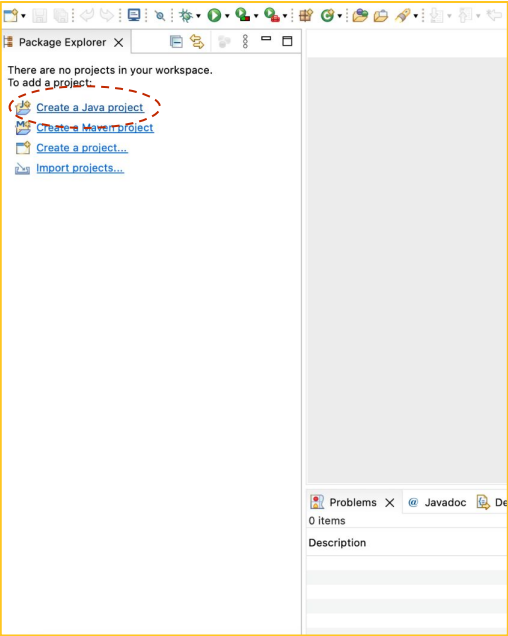 Package Explorer
There are no projects in your workspace.
To add a project:
Create a Java project
Create a Maven project
Create a project...
Import projects...
Problems @ Javadoc De
0 items
Description